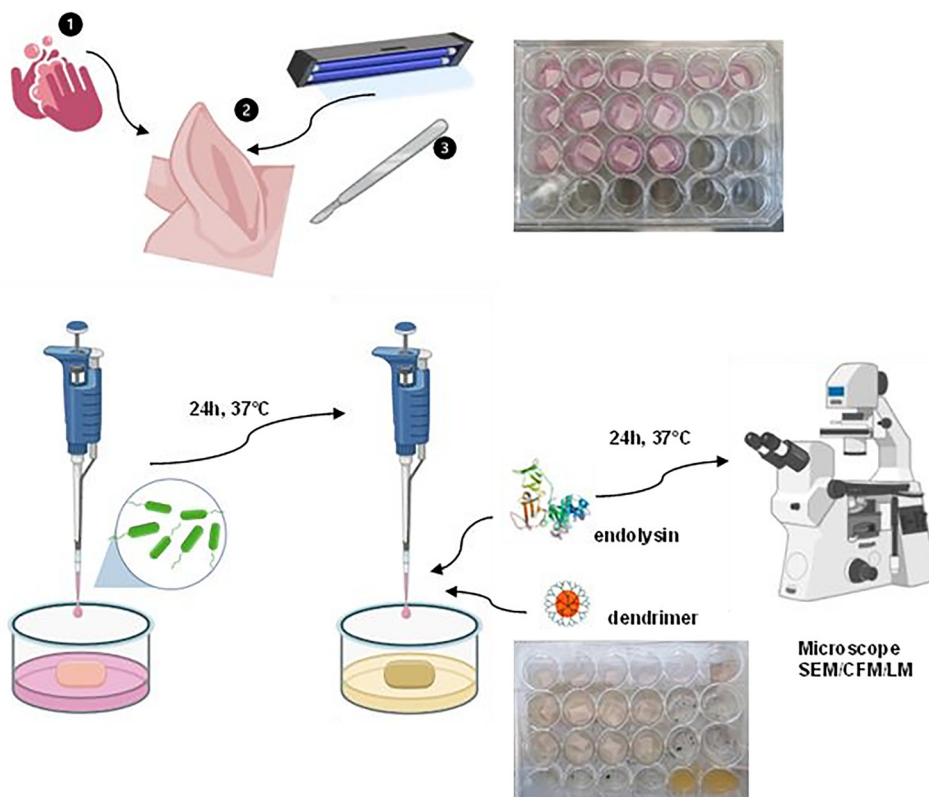 1
2
3
24h, 37°C
24h, 37°C
endolysin
dendrimer
Microscope
SEM/CFM/LM